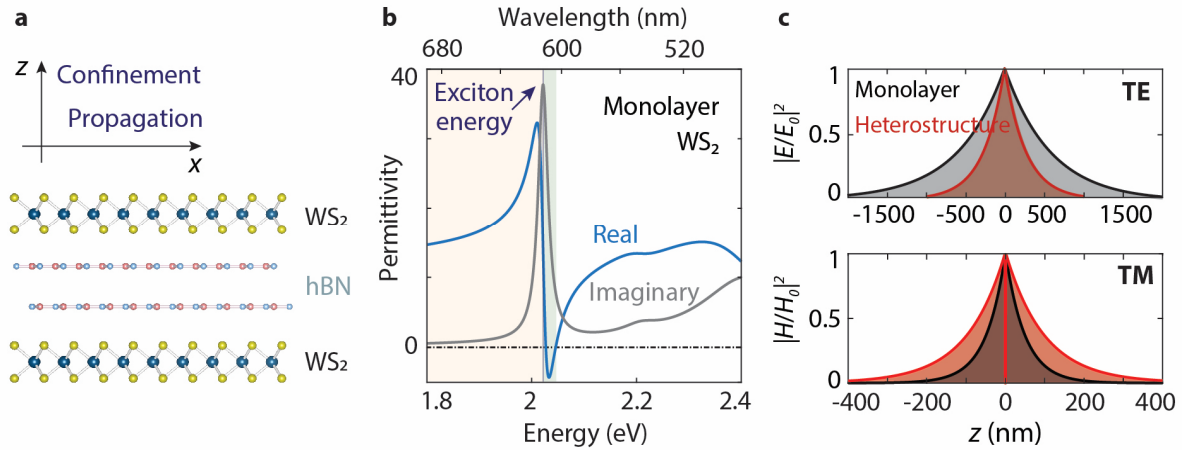 a
z
Confinement
Propagation
x
WS₂
hBN
WS₂
b
Wavelength (nm)
680 600 520
40
Exciton
energy
Monolayer
WS₂
Permittivity
Real
Imaginary
0
1.8 2 2.2 2.4
Energy (eV)
c
1
Monolayer
TE
Heterostructure
|E/E₀|²
0.5
0
-1500 -500 0 500 1500
1
TM
|H/H₀|²
0.5
0
-400 -200 0 200 400
z (nm)